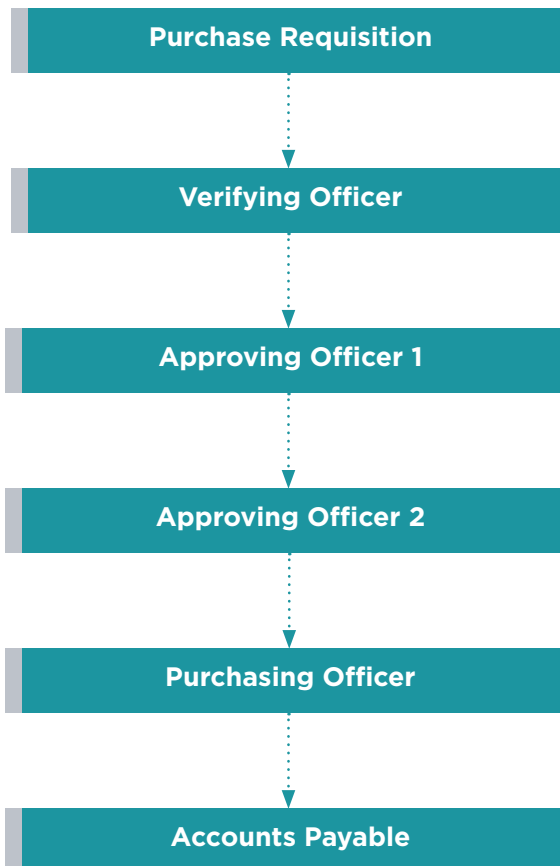 Purchase Requisition
Verifying Officer
Approving Officer 1
Approving Officer 2
Purchasing Officer
Accounts Payable